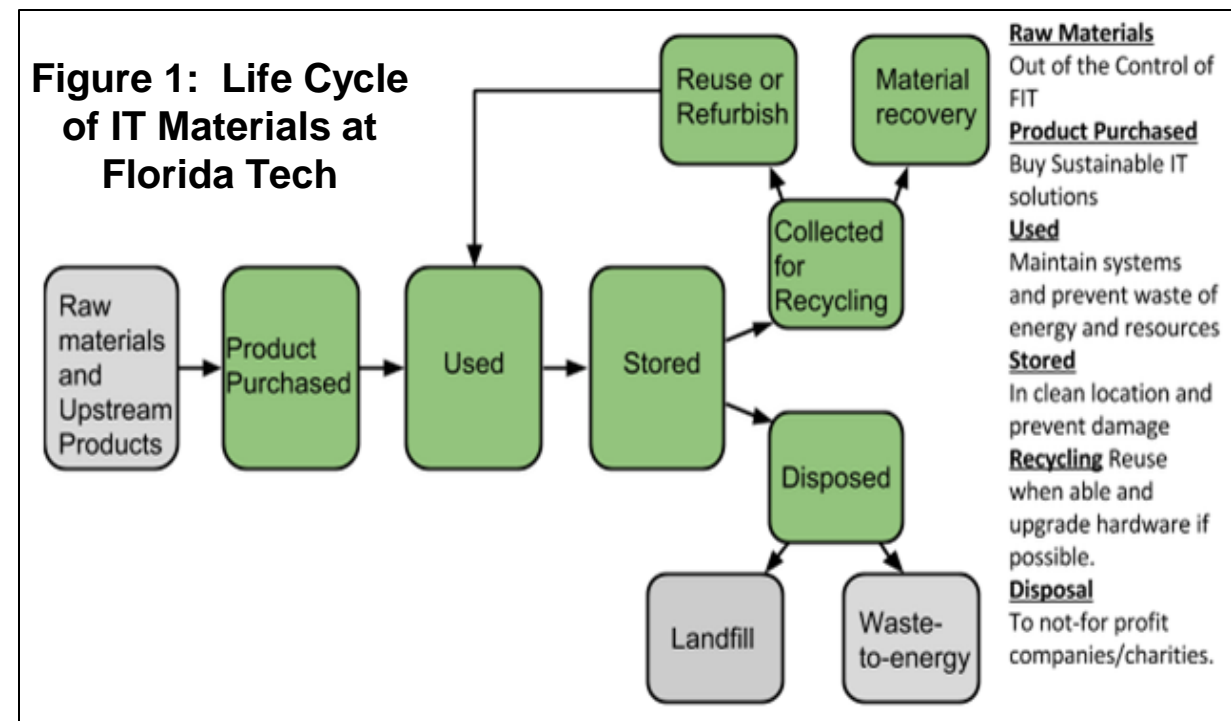 Figure 1: Life Cycle
of IT Materials at
Florida Tech
Reuse or
Refurbish
Material
recovery
Collected
for
Recycling
Raw
materials
and
Upstream
Products
Product
Purchased
Used
Stored
Disposed
Landfill
Waste-
to-energy
Raw Materials
Out of the Control of
FIT
Product Purchased
Buy Sustainable IT
solutions
Used
Maintain systems
and prevent waste of
energy and resources
Stored
In clean location and
prevent damage
Recycling Reuse
when able and
upgrade hardware if
possible.
Disposal
To not-for profit
companies/charities.